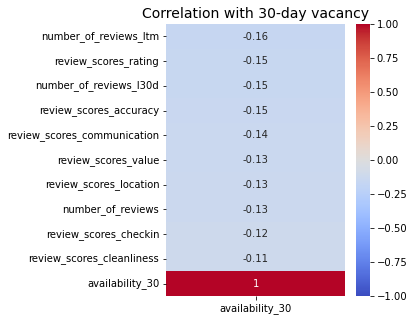 Correlation with 30-day vacancy
number_of_reviews_ltm -0.16
review_scores_rating -0.15
number_of_reviews_l30d -0.15
review_scores_accuracy -0.15
review_scores_communication -0.14
review_scores_value -0.13
review_scores_location -0.13
number_of_reviews -0.13
review_scores_checkin -0.12
review_scores_cleanliness -0.11
availability_30 1
availability_30
1.00
0.75
0.50
0.25
0.00
−0.25
−0.50
−0.75
−1.00